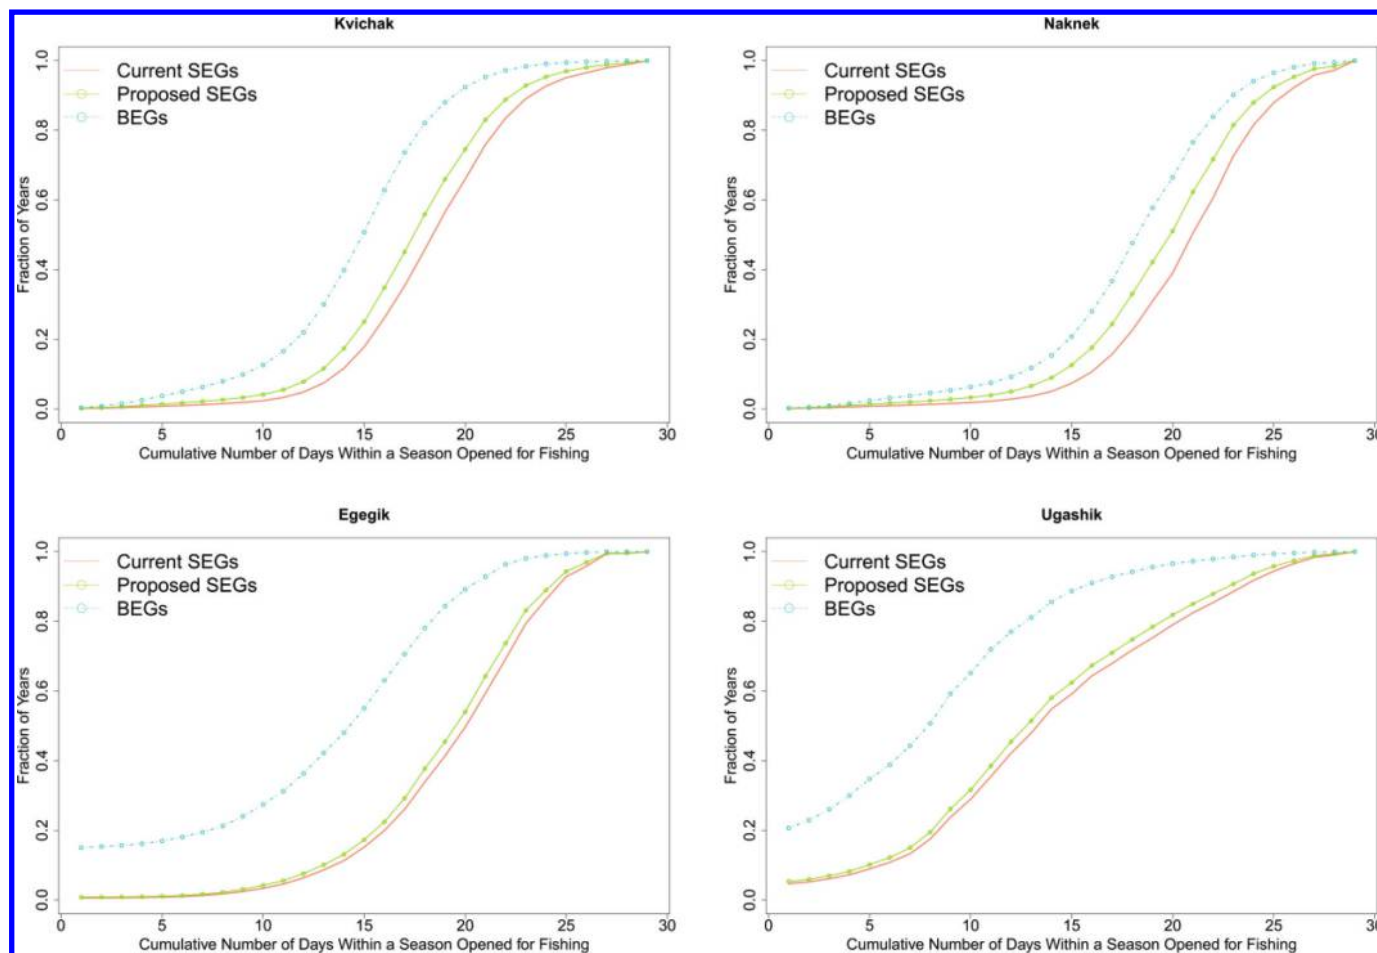 Kvichak
Current SEGs
Proposed SEGs
BEGs
Fraction of Years
0.0 0.2 0.4 0.6 0.8 1.0
0 5 10 15 20 25 30
Cumulative Number of Days Within a Season Opened for Fishing
Naknek
Current SEGs
Proposed SEGs
BEGs
Fraction of Years
0.0 0.2 0.4 0.6 0.8 1.0
0 5 10 15 20 25 30
Cumulative Number of Days Within a Season Opened for Fishing
Egegik
Current SEGs
Proposed SEGs
BEGs
Fraction of Years
0.0 0.2 0.4 0.6 0.8 1.0
0 5 10 15 20 25 30
Cumulative Number of Days Within a Season Opened for Fishing
Ugashik
Current SEGs
Proposed SEGs
BEGs
Fraction of Years
0.0 0.2 0.4 0.6 0.8 1.0
0 5 10 15 20 25 30
Cumulative Number of Days Within a Season Opened for Fishing